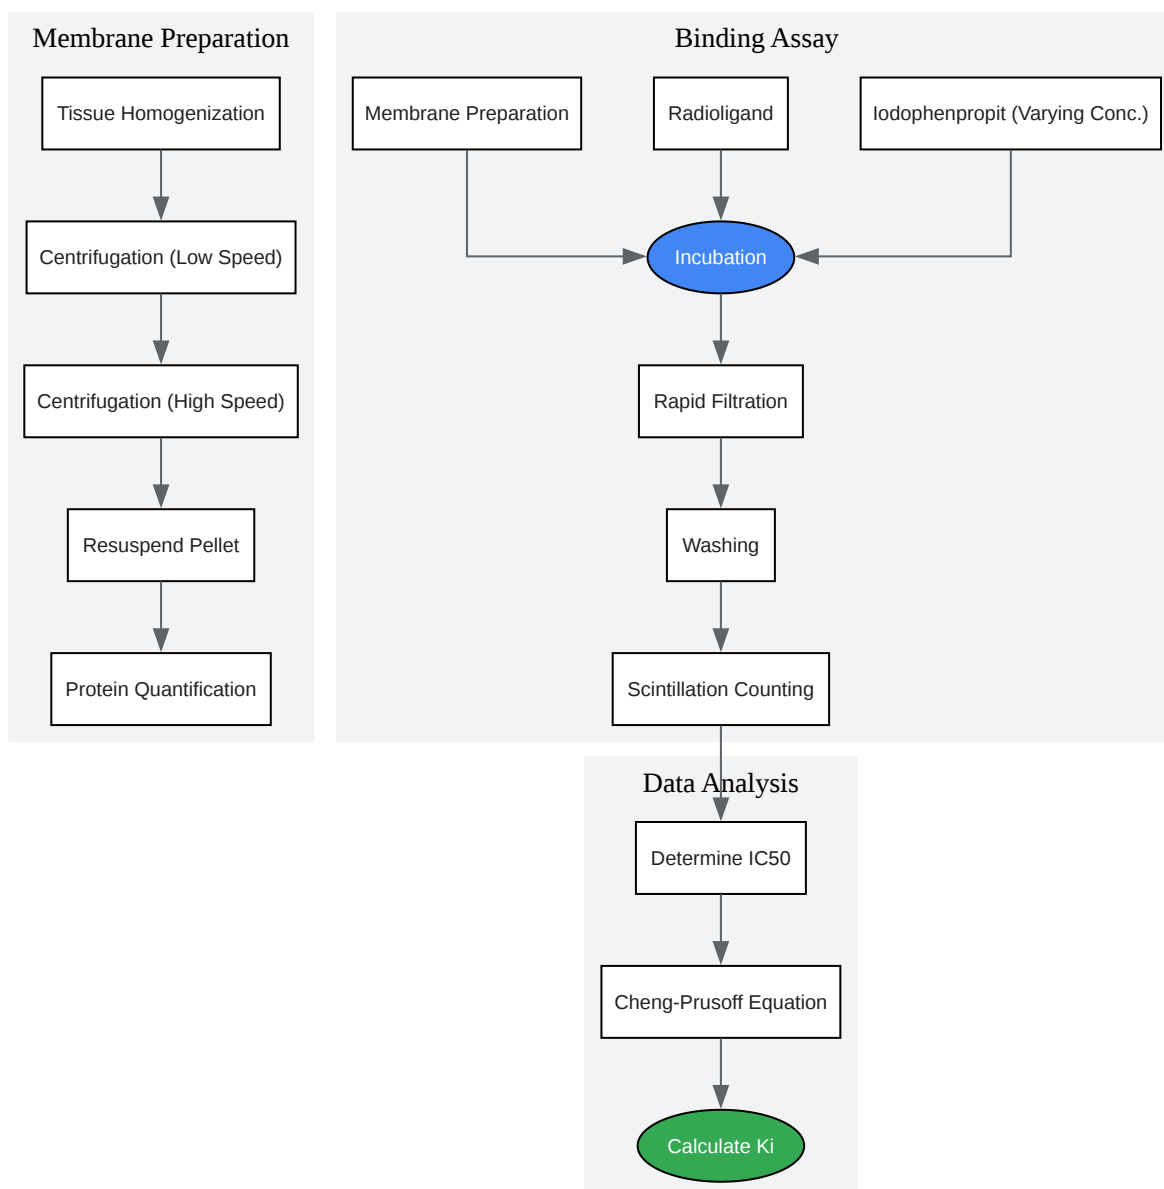 Membrane Preparation
Tissue Homogenization
Centrifugation (Low Speed)
Centrifugation (High Speed)
Resuspend Pellet
Protein Quantification
Binding Assay
Membrane Preparation
Radioligand
Iodophenpropit (Varying Conc.)
Incubation
Rapid Filtration
Washing
Scintillation Counting
Data Analysis
Determine IC50
Cheng-Prusoff Equation
Calculate Ki